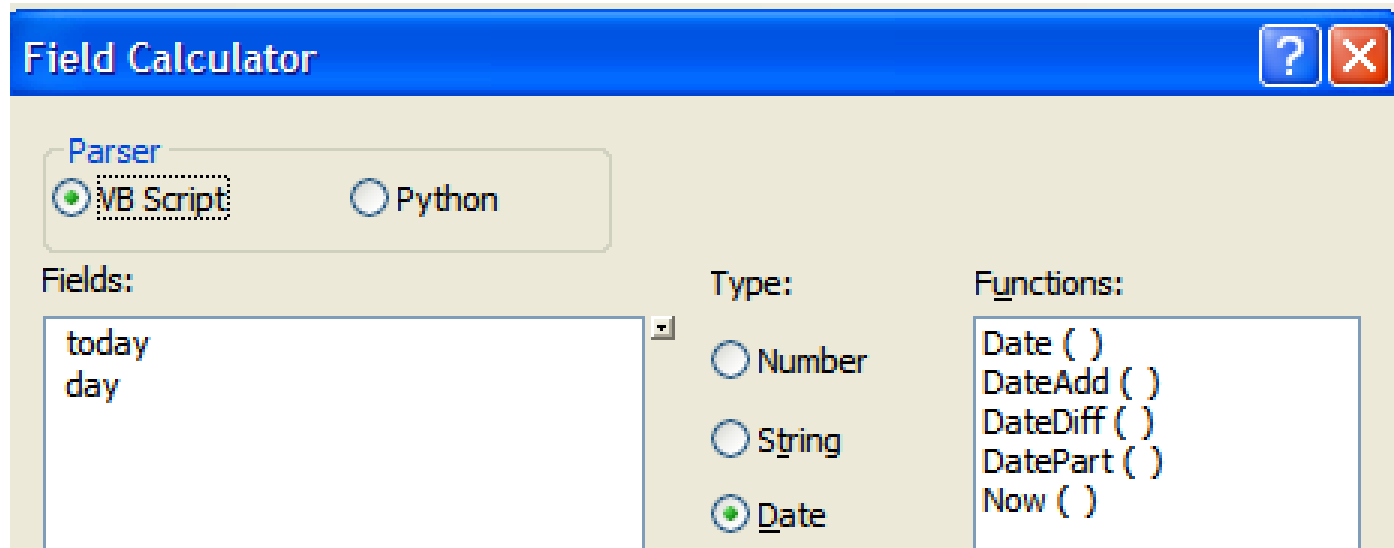 Field Calculator
?
Parser
VB Script
Python
Fields:
today
day
Type:
Number
String
Date
Functions:
Date ( )
DateAdd ( )
DateDiff ( )
DatePart ( )
Now ( )